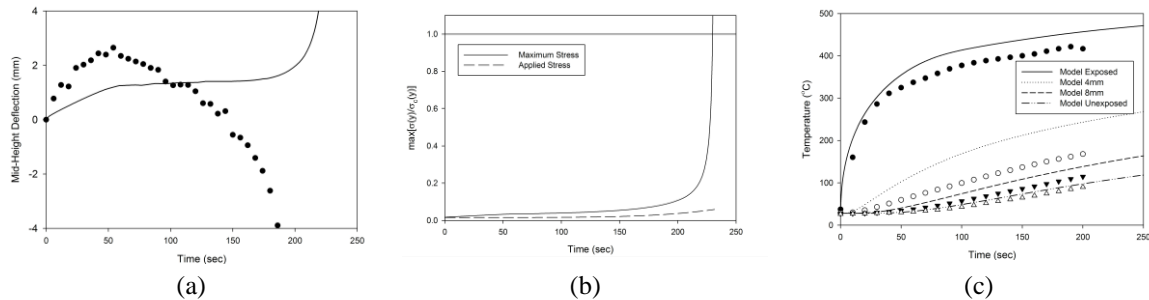 4
2
0
-2
-4
Mid-Height Deflection (mm)
0 50 100 150 200 250
Time (sec)
(a)
1.0
0.8
0.6
0.4
0.2
0.0
max[σ(y)/σc(y)]
Maximum Stress
Applied Stress
0 50 100 150 200 250
Time (sec)
(b)
500
400
300
200
100
0
Temperature (°C)
Model Exposed
Model 4mm
Model 8mm
Model Unexposed
0 50 100 150 200 250
Time (sec)
(c)